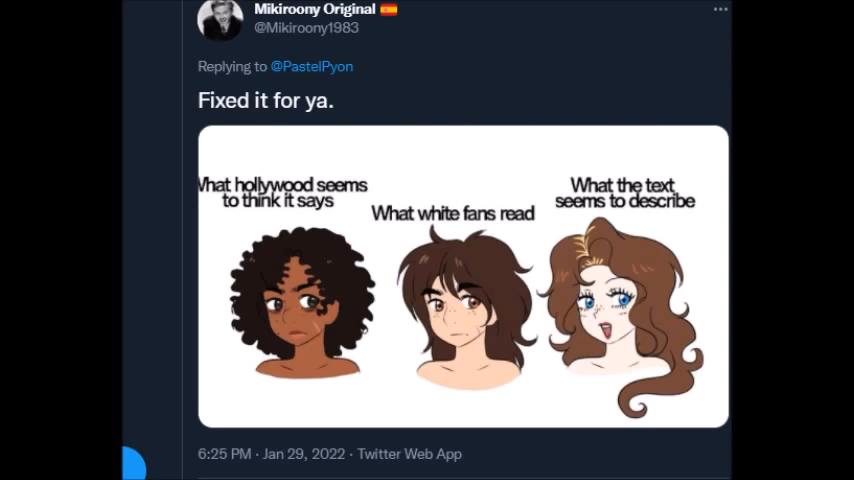 Mikiroony Original
@Mikiroony1983
Replying to @PastelPyon
Fixed it for ya.
What hollywood seems
to think it says
What white fans read
What the text
seems to describe
6:25 PM · Jan 29, 2022 · Twitter Web App